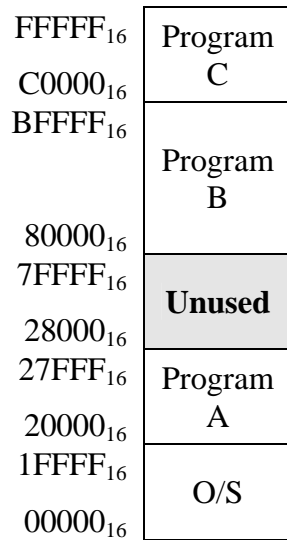 FFFFF₁₆
Program
C
C0000₁₆
BFFFF₁₆
Program
B
80000₁₆
7FFFF₁₆
Unused
28000₁₆
27FFF₁₆
Program
A
20000₁₆
1FFFF₁₆
O/S
00000₁₆